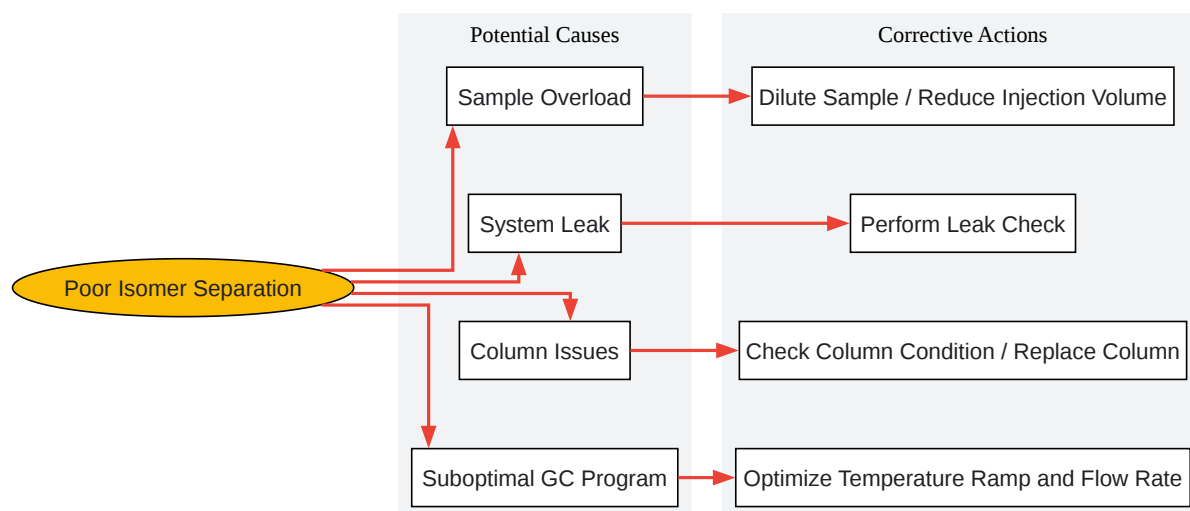 Potential Causes
Corrective Actions
Sample Overload
Dilute Sample / Reduce Injection Volume
System Leak
Perform Leak Check
Poor Isomer Separation
Column Issues
Check Column Condition / Replace Column
Suboptimal GC Program
Optimize Temperature Ramp and Flow Rate